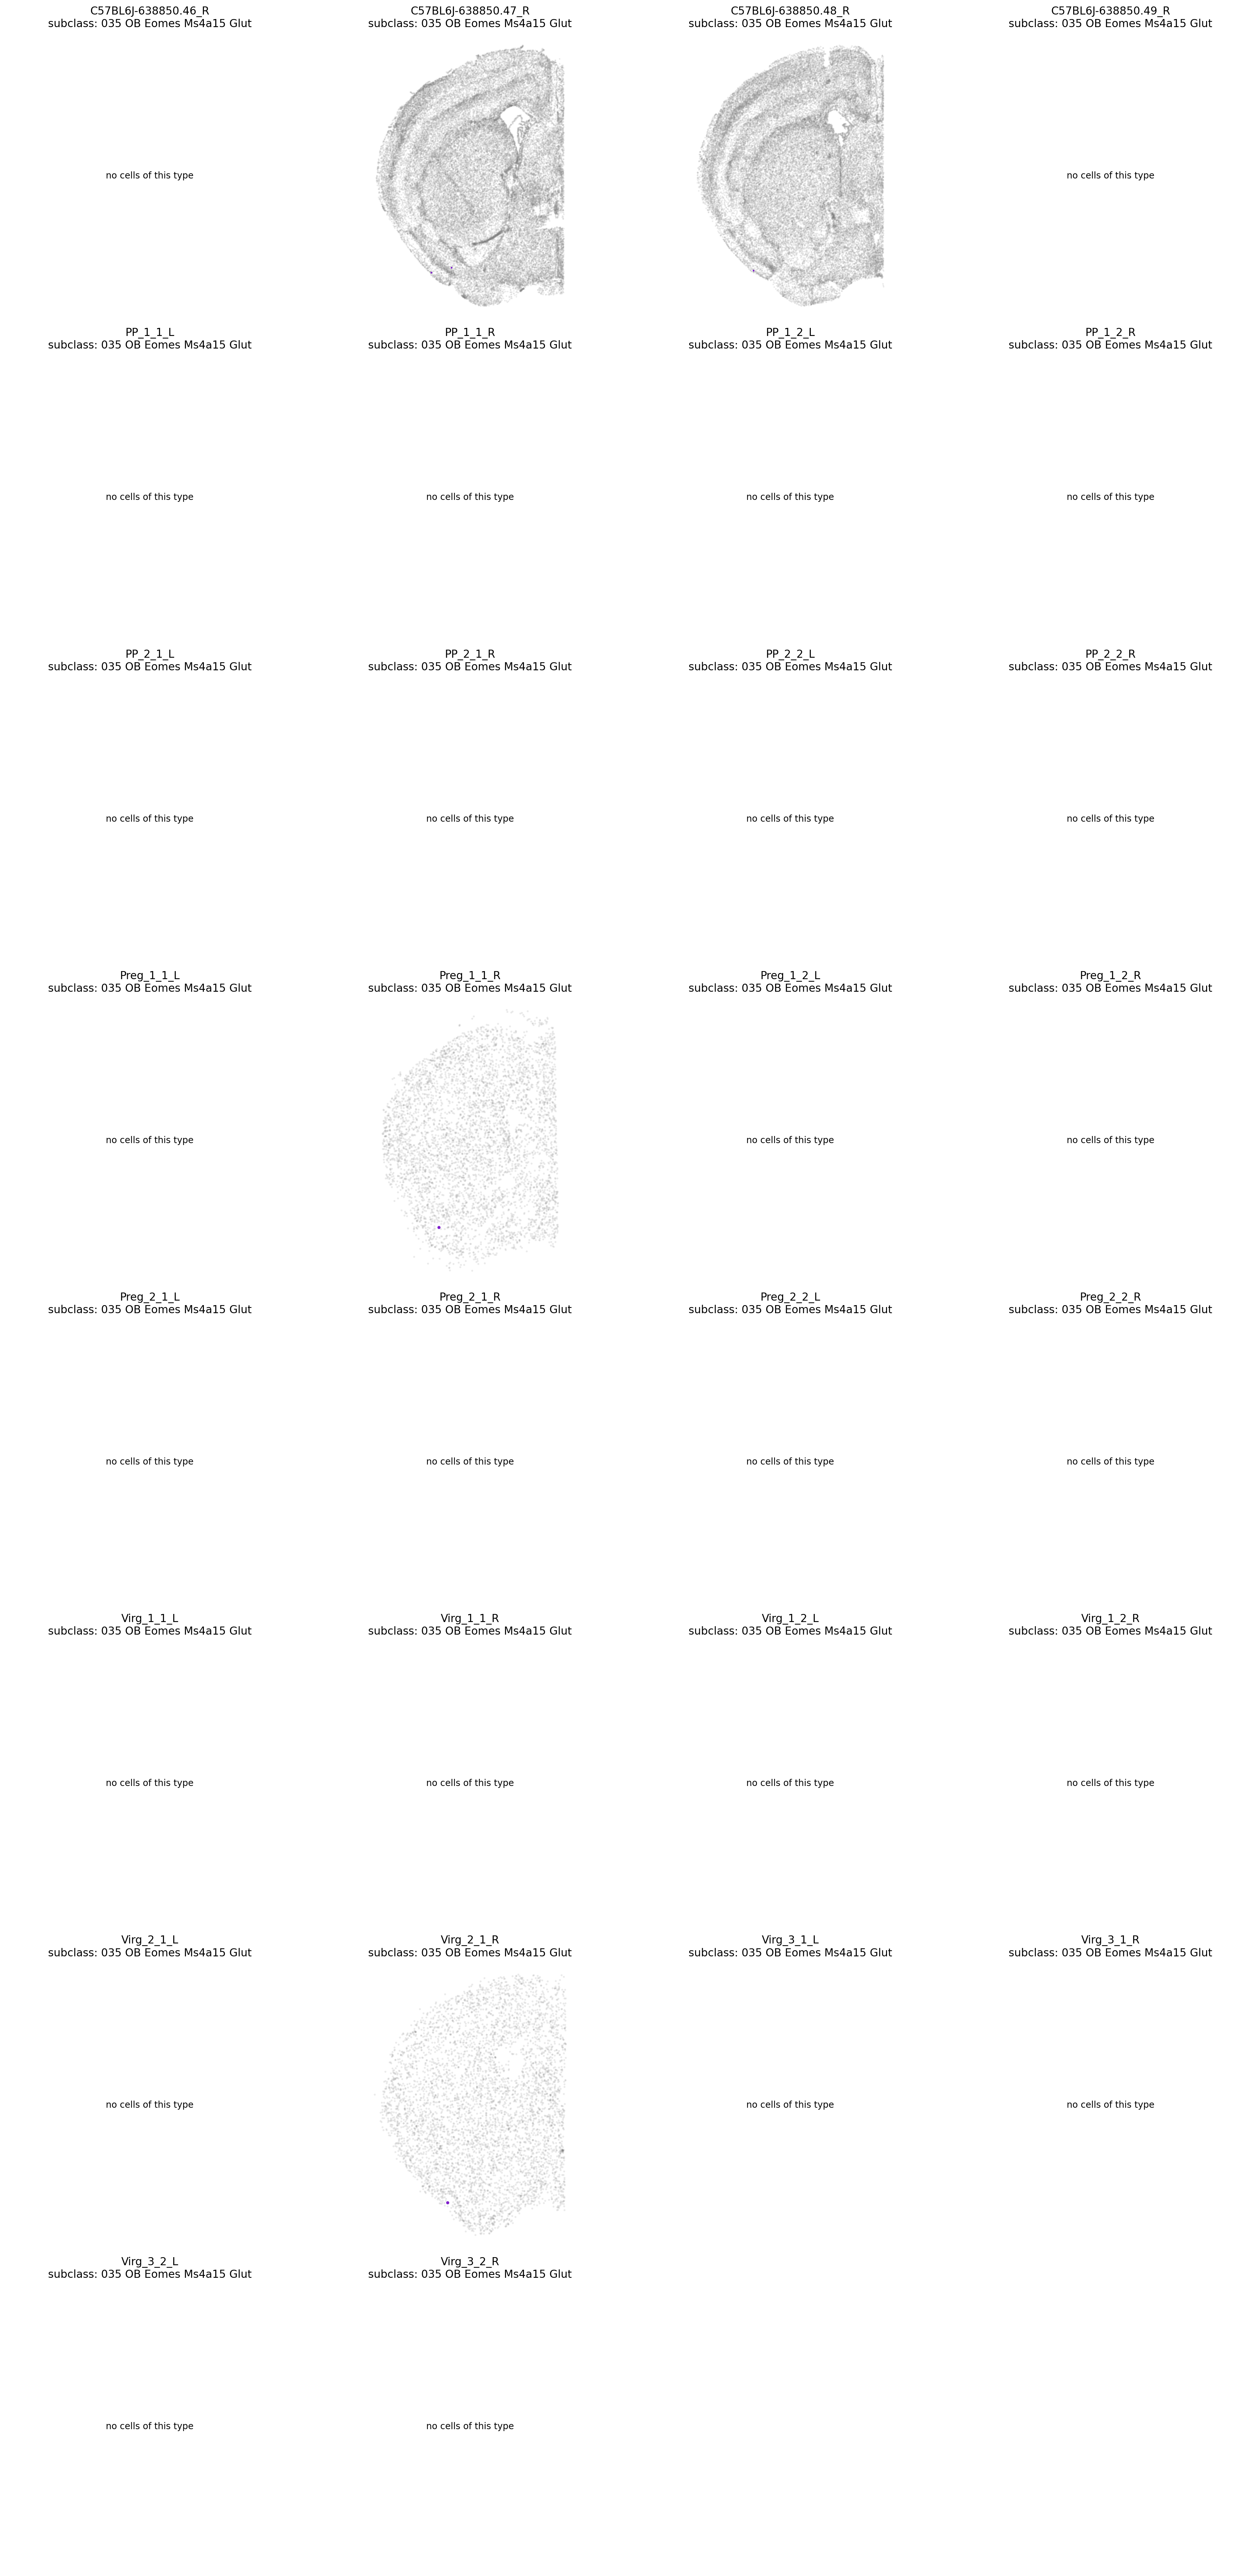 C57BL6J-638850.46_R
subclass: 035 OB Eomes Ms4a15 Glut
C57BL6J-638850.47_R
subclass: 035 OB Eomes Ms4a15 Glut
C57BL6J-638850.48_R
subclass: 035 OB Eomes Ms4a15 Glut
C57BL6J-638850.49_R
subclass: 035 OB Eomes Ms4a15 Glut
no cells of this type
no cells of this type
PP_1_1_L
subclass: 035 OB Eomes Ms4a15 Glut
PP_1_1_R
subclass: 035 OB Eomes Ms4a15 Glut
PP_1_2_L
subclass: 035 OB Eomes Ms4a15 Glut
PP_1_2_R
subclass: 035 OB Eomes Ms4a15 Glut
no cells of this type
no cells of this type
no cells of this type
no cells of this type
PP_2_1_L
subclass: 035 OB Eomes Ms4a15 Glut
PP_2_1_R
subclass: 035 OB Eomes Ms4a15 Glut
PP_2_2_L
subclass: 035 OB Eomes Ms4a15 Glut
PP_2_2_R
subclass: 035 OB Eomes Ms4a15 Glut
no cells of this type
no cells of this type
no cells of this type
no cells of this type
Preg_1_1_L
subclass: 035 OB Eomes Ms4a15 Glut
Preg_1_1_R
subclass: 035 OB Eomes Ms4a15 Glut
Preg_1_2_L
subclass: 035 OB Eomes Ms4a15 Glut
Preg_1_2_R
subclass: 035 OB Eomes Ms4a15 Glut
no cells of this type
no cells of this type
no cells of this type
Preg_2_1_L
subclass: 035 OB Eomes Ms4a15 Glut
Preg_2_1_R
subclass: 035 OB Eomes Ms4a15 Glut
Preg_2_2_L
subclass: 035 OB Eomes Ms4a15 Glut
Preg_2_2_R
subclass: 035 OB Eomes Ms4a15 Glut
no cells of this type
no cells of this type
no cells of this type
no cells of this type
Virg_1_1_L
subclass: 035 OB Eomes Ms4a15 Glut
Virg_1_1_R
subclass: 035 OB Eomes Ms4a15 Glut
Virg_1_2_L
subclass: 035 OB Eomes Ms4a15 Glut
Virg_1_2_R
subclass: 035 OB Eomes Ms4a15 Glut
no cells of this type
no cells of this type
no cells of this type
no cells of this type
Virg_2_1_L
subclass: 035 OB Eomes Ms4a15 Glut
Virg_2_1_R
subclass: 035 OB Eomes Ms4a15 Glut
Virg_3_1_L
subclass: 035 OB Eomes Ms4a15 Glut
Virg_3_1_R
subclass: 035 OB Eomes Ms4a15 Glut
no cells of this type
no cells of this type
no cells of this type
Virg_3_2_L
subclass: 035 OB Eomes Ms4a15 Glut
Virg_3_2_R
subclass: 035 OB Eomes Ms4a15 Glut
no cells of this type
no cells of this type